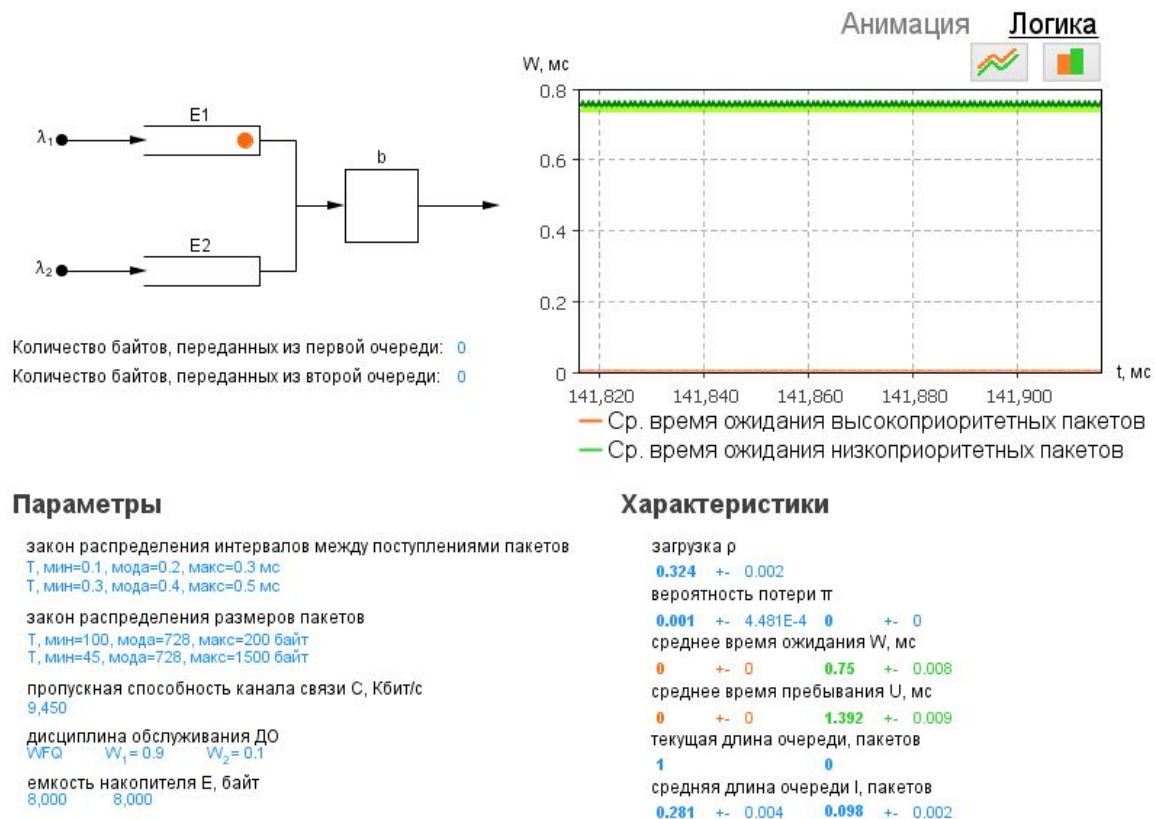 Анимация Логика
W, мс
0.8
0.6
0.4
0.2
0
141,820 141,840 141,860 141,880 141,900
t, мс
Ср. время ожидания высокоприоритетных пакетов
Ср. время ожидания низкоприоритетных пакетов
λ1
E1
b
λ2
E2
Количество байтов, переданных из первой очереди: 0
Количество байтов, переданных из второй очереди: 0
Параметры
закон распределения интервалов между поступлениями пакетов
T, мин=0.1, мода=0.2, макс=0.3 мс
T, мин=0.3, мода=0.4, макс=0.5 мс
закон распределения размеров пакетов
T, мин=100, мода=728, макс=200 байт
T, мин=45, мода=728, макс=1500 байт
пропускная способность канала связи C, Кбит/с
9,450
дисциплина обслуживания ДО
WFQ W1= 0.9 W2= 0.1
емкость накопителя E, байт
8,000 8,000
Характеристики
загрузка ρ
0.324 +- 0.002
вероятность потери π
0.001 +- 4.481E-4 0 +- 0
среднее время ожидания W, мс
0 +- 0 0.75 +- 0.008
среднее время пребывания U, мс
0 +- 0 1.392 +- 0.009
текущая длина очереди, пакетов
1 0
средняя длина очереди l, пакетов
0.281 +- 0.004 0.098 +- 0.002